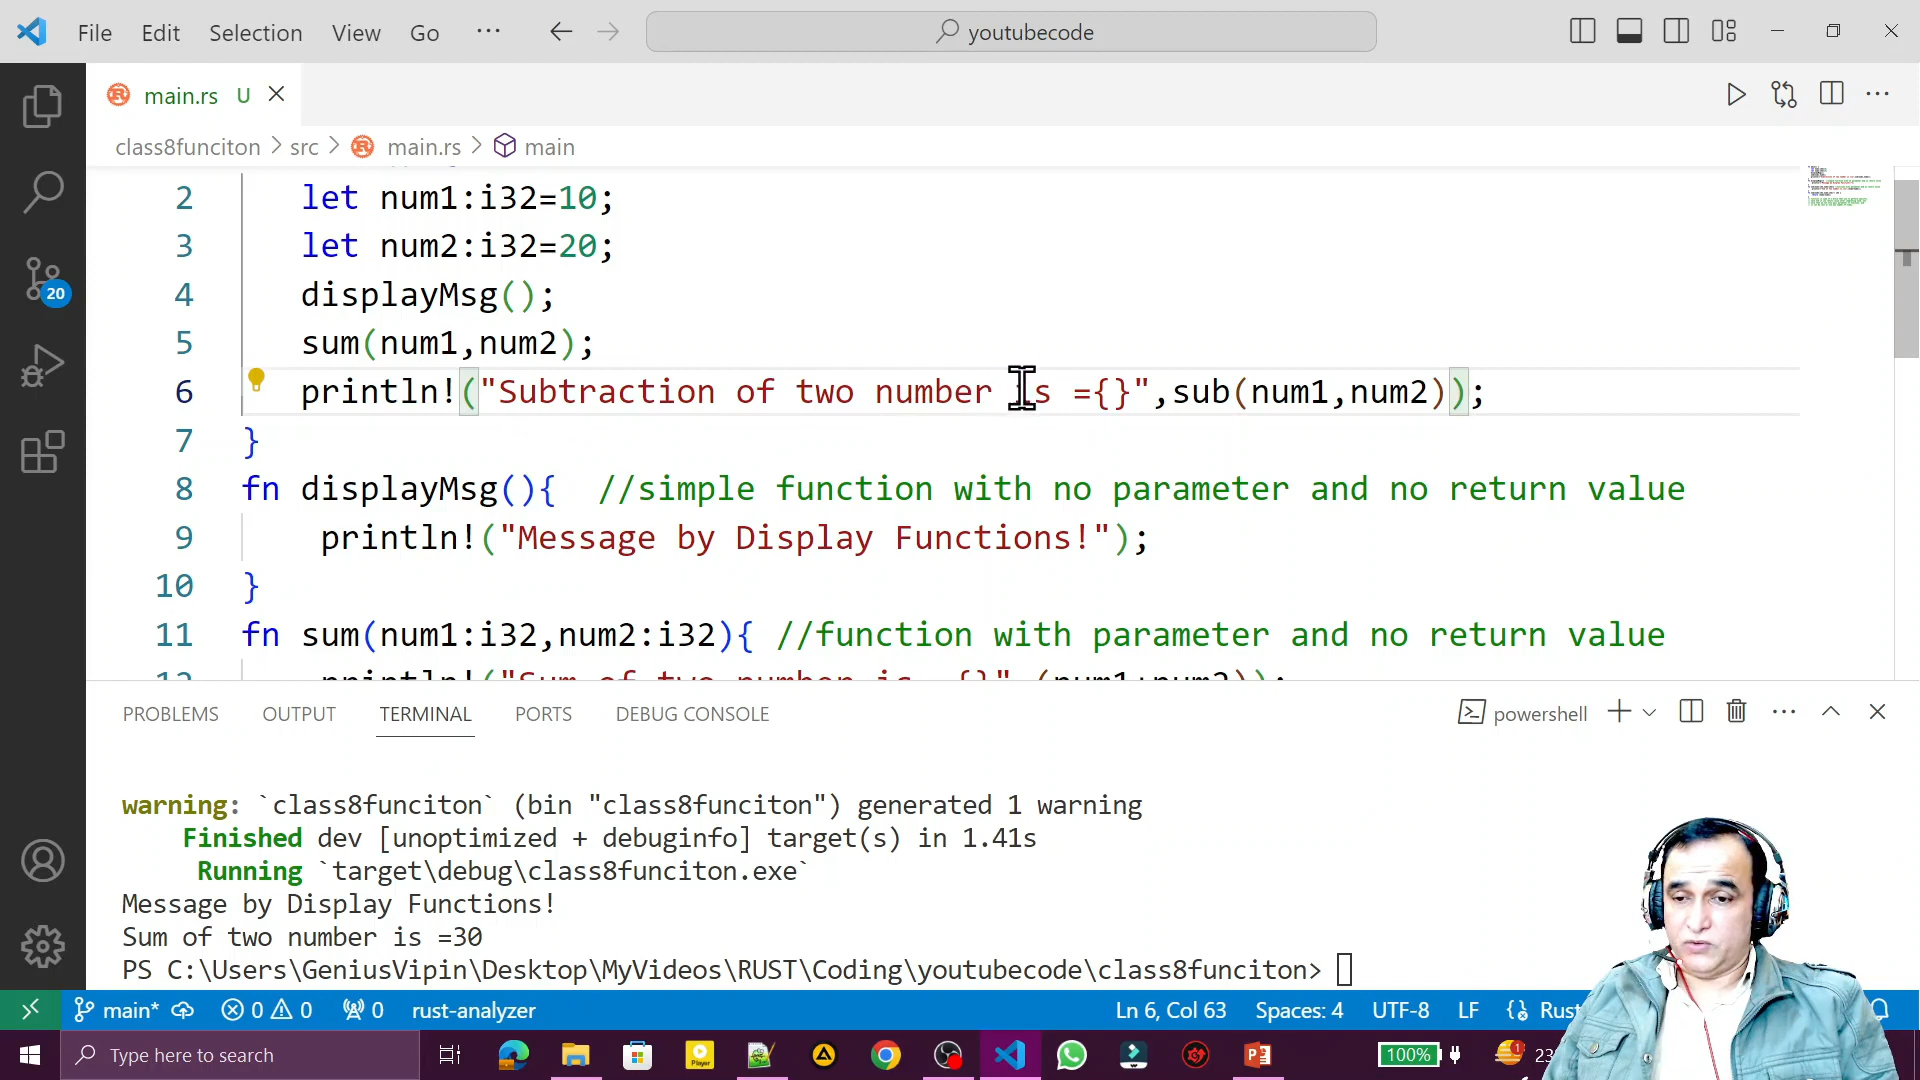 File Edit Selection View Go ··· youtubecode
main.rs U
class8funciton > src > main.rs > main
2 let num1:i32=10;
3 let num2:i32=20;
4 displayMsg();
5 sum(num1,num2);
6 println!("Subtraction of two number is ={}",sub(num1,num2));
7 }
8 fn displayMsg(){ //simple function with no parameter and no return value
9 println!("Message by Display Functions!");
10 }
11 fn sum(num1:i32,num2:i32){ //function with parameter and no return value
20
PROBLEMS OUTPUT TERMINAL PORTS DEBUG CONSOLE powershell
warning: `class8funciton` (bin "class8funciton") generated 1 warning
Finished dev [unoptimized + debuginfo] target(s) in 1.41s
Running `target\debug\class8funciton.exe`
Message by Display Functions!
Sum of two number is =30
PS C:\Users\GeniusVipin\Desktop\MyVideos\RUST\Coding\youtubecode\class8funciton>
main* 0 0 0 rust-analyzer Ln 6, Col 63 Spaces: 4 UTF-8 LF Rust
Type here to search 100% 1 23